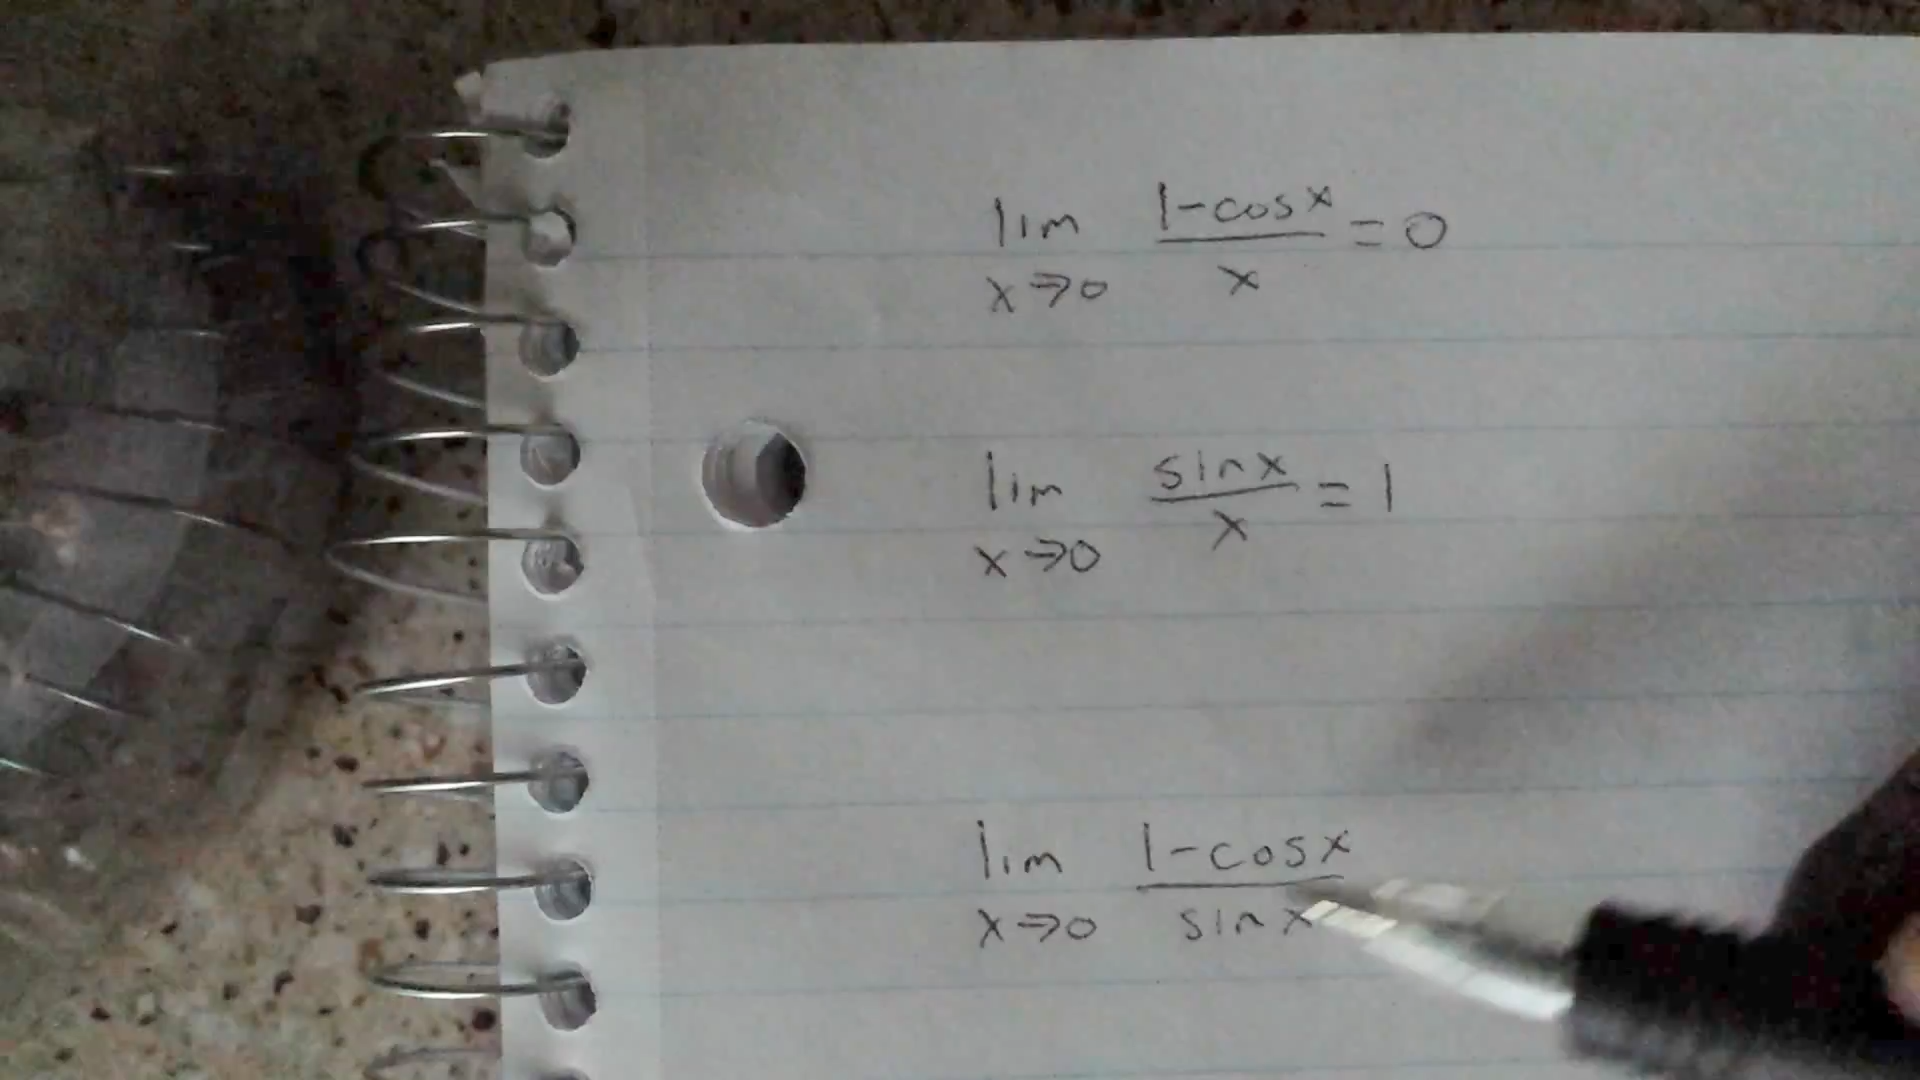 lim 1-cosx / x = 0
x→0
lim sinx / x = 1
x→0
lim 1-cosx / sinx
x→0